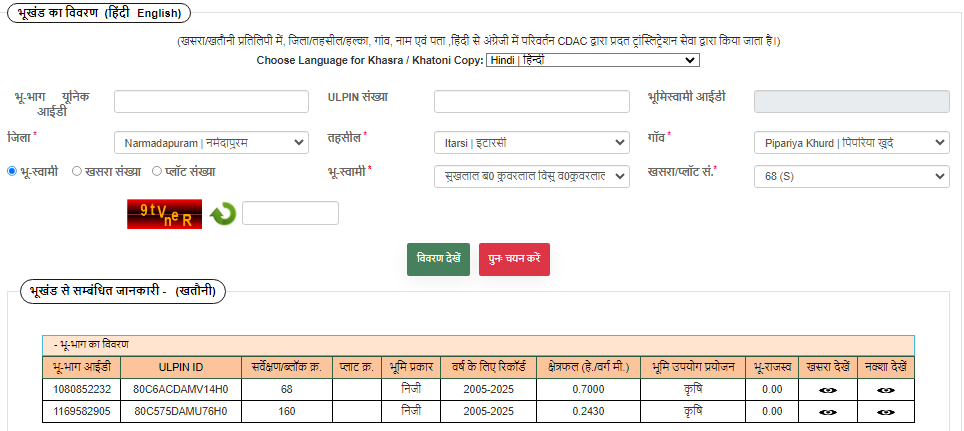 भूखंड का विवरण (हिंदी English)
(खसरा/खतौनी प्रतिलिपी में, जिला/तहसील/हल्का, गांव, नाम एवं पता ,हिंदी से अंग्रेजी में परिवर्तन CDAC द्वारा प्रदत ट्रांस्लिट्रेशन सेवा द्वारा किया जाता है।)
Choose Language for Khasra / Khatoni Copy: Hindi | हिन्दी
भू-भाग यूनिक आईडी ULPIN संख्या भूमिस्वामी आईडी
जिला * Narmadapuram | नर्मदापुरम तहसील * Itarsi | इटारसी गाँव * Pipariya Khurd | पिपरिया खुर्द
भू-स्वामी खसरा संख्या प्लॉट संख्या भू-स्वामी * सुखलाल ब0 कुवरलाल विसु व0कुवरलाल खसरा/प्लॉट सं.* 68 (S)
9tVneR
विवरण देखें पुनः चयन करें
भूखंड से सम्बंधित जानकारी - (खतौनी)
- भू-भाग का विवरण
भू-भाग आईडी ULPIN ID सर्वेक्षण/ब्लॉक क्र. प्लाट क्र. भूमि प्रकार वर्ष के लिए रिकॉर्ड क्षेत्रफल (हे./वर्ग मी.) भूमि उपयोग प्रयोजन भू-राजस्व खसरा देखें नक्शा देखें
1080852232 80C6ACDAMV14H0 68 निजी 2005-2025 0.7000 कृषि 0.00
1169582905 80C575DAMU76H0 160 निजी 2005-2025 0.2430 कृषि 0.00